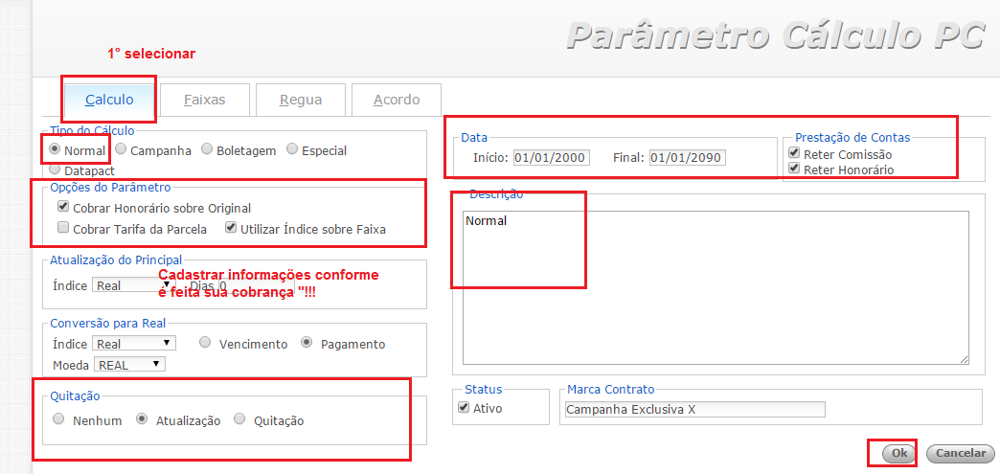 Parâmetro Cálculo PC
1° selecionar
Calculo
Faixas
Regua
Acordo
Tipo do Cálculo
Normal
Campanha
Boletagem
Especial
Datapact
Opções do Parâmetro
Cobrar Honorário sobre Original
Cobrar Tarifa da Parcela
Utilizar Índice sobre Faixa
Atualização do Principal
Índice
Real
Dias
0
Cadastrar informações conforme
é feita sua cobrança "!!!
Conversão para Real
Índice
Real
Vencimento
Pagamento
Moeda
REAL
Quitação
Nenhum
Atualização
Quitação
Data
Início:
01/01/2000
Final:
01/01/2090
Prestação de Contas
Reter Comissão
Reter Honorário
Descrição
Normal
Status
Ativo
Marca Contrato
Campanha Exclusiva X
Ok
Cancelar